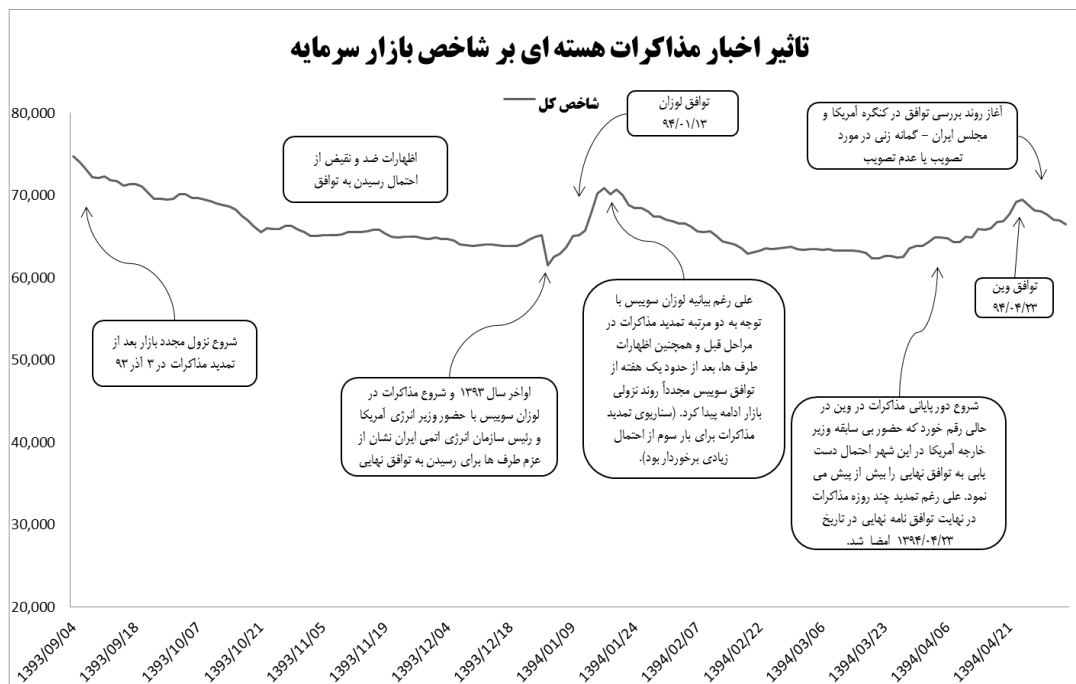 تاثیر اخبار مذاکرات هسته ای بر شاخص بازار سرمایه
شاخص کل
توافق لوزان
۹۴/۰۱/۱۳
آغاز روند بررسی توافق در کنگره آمریکا و
مجلس ایران – گمانه زنی در مورد
تصویب یا عدم تصویب
اظهارات ضد و نقیض از
احتمال رسیدن به توافق
توافق وین
۹۴/۰۴/۲۳
شروع نزول مجدد بازار بعد از
تمدید مذاکرات در ۳ آذر ۹۳
اواخر سال ۱۳۹۳ و شروع مذاکرات در
لوزان سوییس با حضور وزیر انرژی آمریکا
و رئیس سازمان انرژی اتمی ایران نشان از
عزم طرف ها برای رسیدن به توافق نهایی
علی رغم بیانیه لوزان سوییس با
توجه به دو مرتبه تمدید مذاکرات در
مراحل قبل و همچنین اظهارات
طرف ها، بعد از حدود یک هفته از
توافق سوییس مجدداً روند نزولی
بازار ادامه پیدا کرد. (سناریوی تمدید
مذاکرات برای بار سوم از احتمال
زیادی برخوردار بود).
شروع دور پایانی مذاکرات در وین در
حالی رقم خورد که حضور بی سابقه وزیر
خارجه آمریکا در این شهر احتمال دست
یابی به توافق نهایی را بیش از پیش می
نمود. علی رغم تمدید چند روزه مذاکرات
در نهایت توافق نامه نهایی در تاریخ
۱۳۹۴/۰۴/۲۳ امضا شد.
80,000
70,000
60,000
50,000
40,000
30,000
20,000
1393/09/04
1393/09/18
1393/10/07
1393/10/21
1393/11/05
1393/11/19
1393/12/04
1393/12/18
1394/01/09
1394/01/24
1394/02/07
1394/02/22
1394/03/06
1394/03/23
1394/04/06
1394/04/21